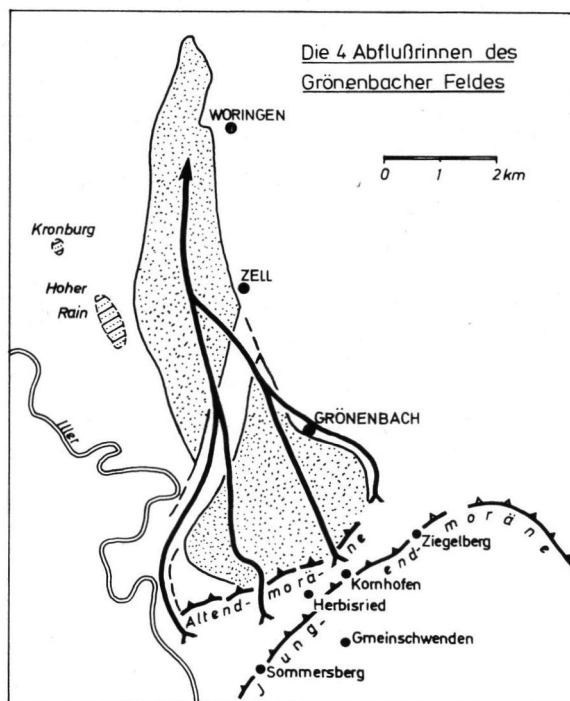 Die 4 Abflußrinnen des
Grönenbacher Feldes
WORINGEN
0 1 2 km
Kronburg
Hoher
Rain
ZELL
Iller
GRÖNENBACH
Ziegelberg
Altend-morä-ne
Kornhofen
Herbisried
Jung-end-moräne
Gmeinschwenden
Sommersberg